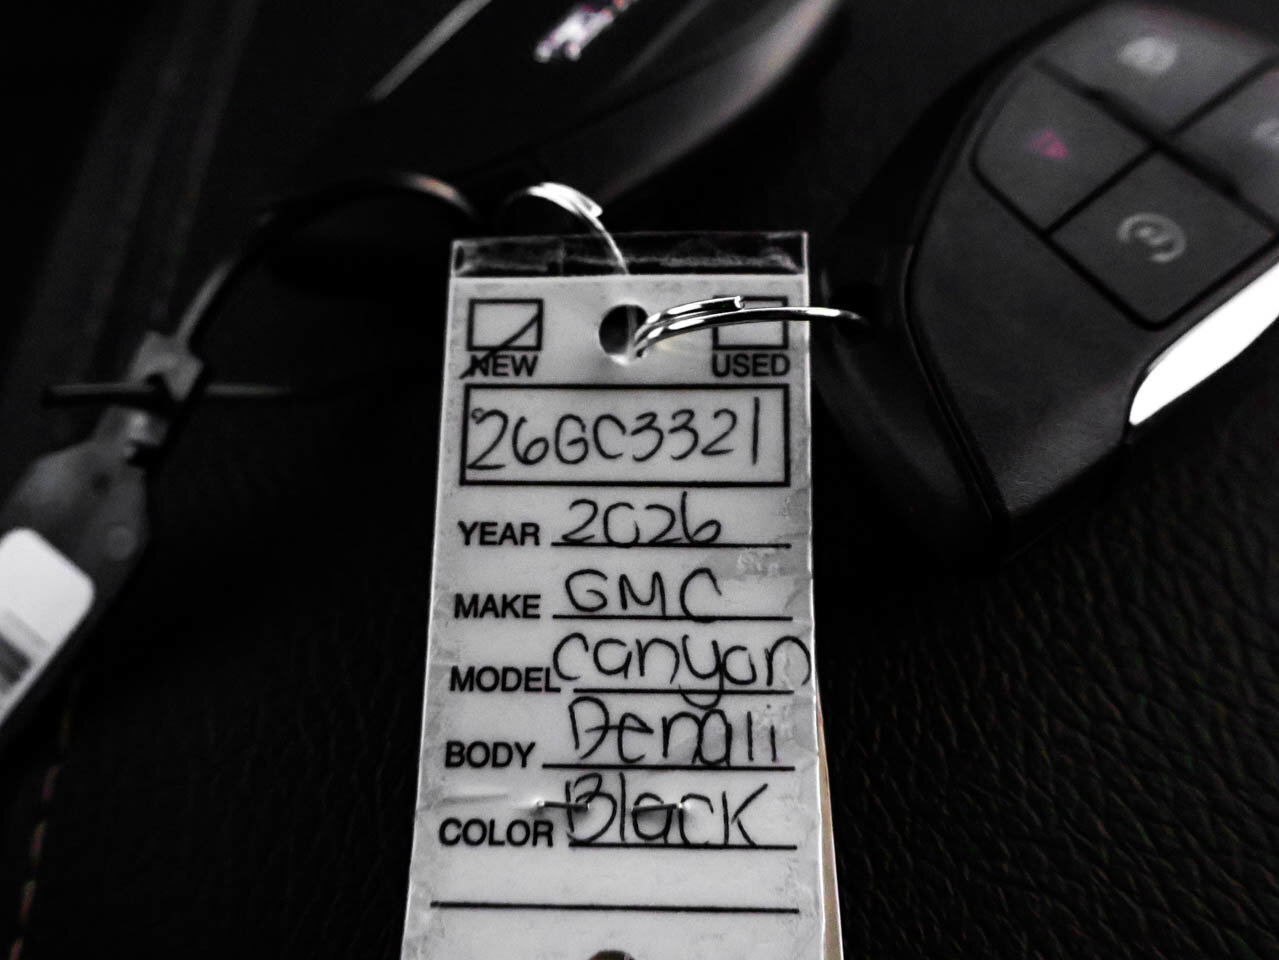 NEW USED
26GC3321
YEAR 2026
MAKE GMC
MODEL Canyon
BODY Denali
COLOR Black